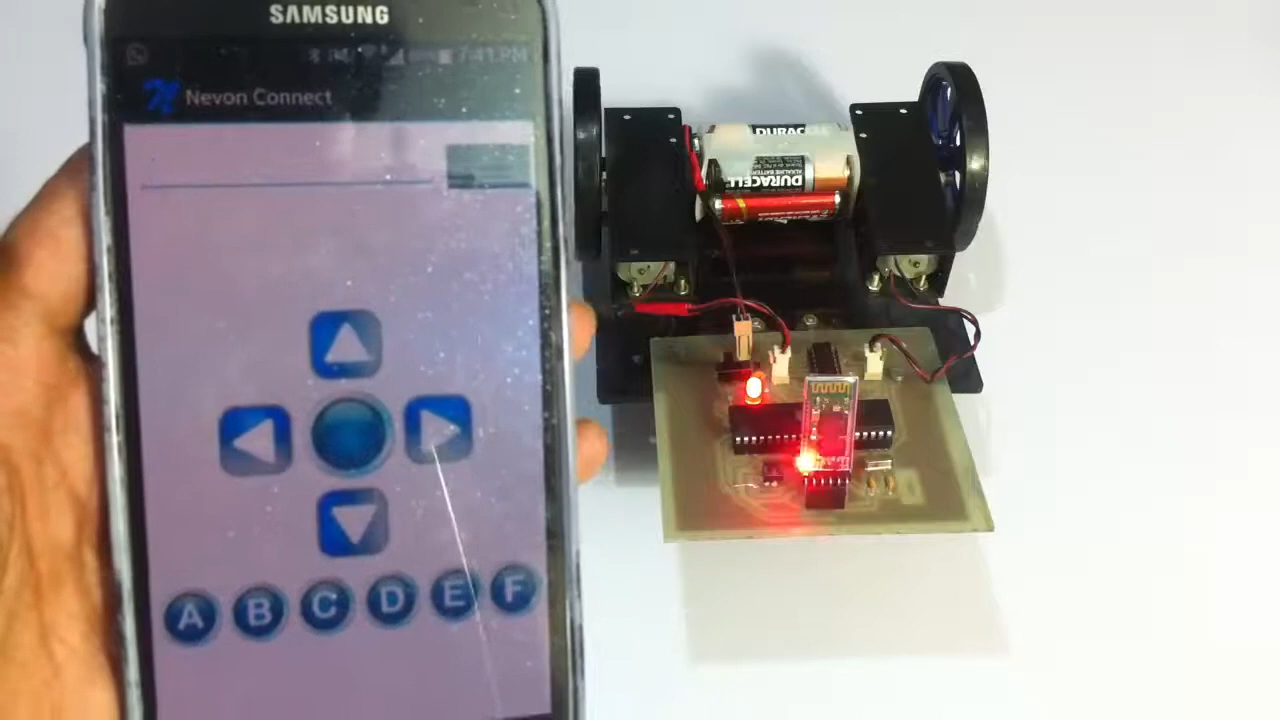 SAMSUNG
7:41 PM
Nevon Connect
A B C D E F
DURACELL
DURACELL